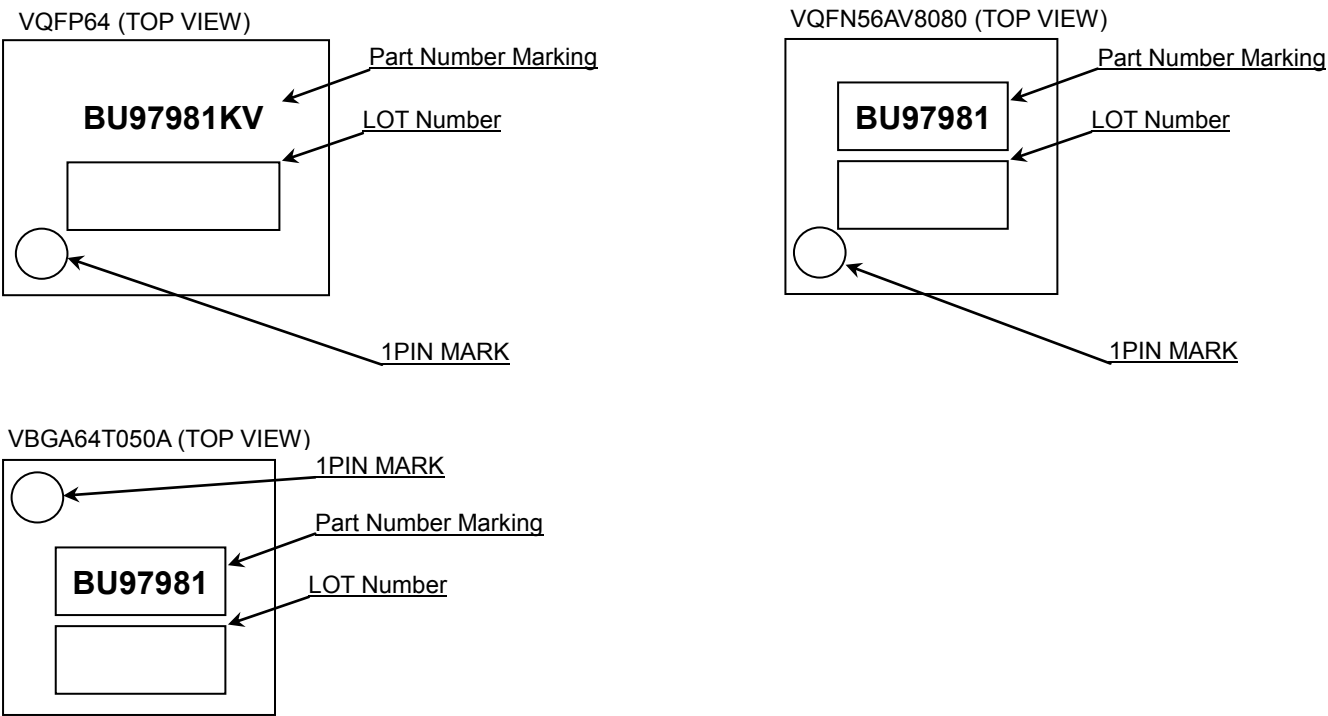 VQFP64 (TOP VIEW)
Part Number Marking
BU97981KV
LOT Number
1PIN MARK
VQFN56AV8080 (TOP VIEW)
Part Number Marking
BU97981
LOT Number
1PIN MARK
VBGA64T050A (TOP VIEW)
1PIN MARK
Part Number Marking
BU97981
LOT Number